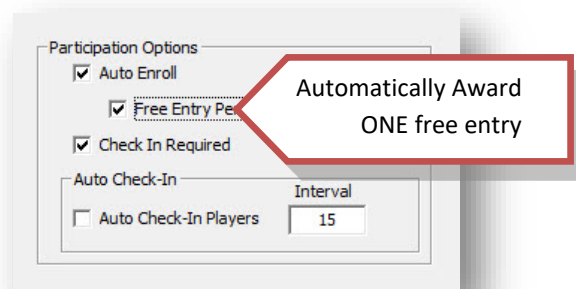 Participation Options
Auto Enroll
Free Entry
Check In Required
Auto Check-In
Interval
Auto Check-In Players
15
Automatically Award
ONE free entry